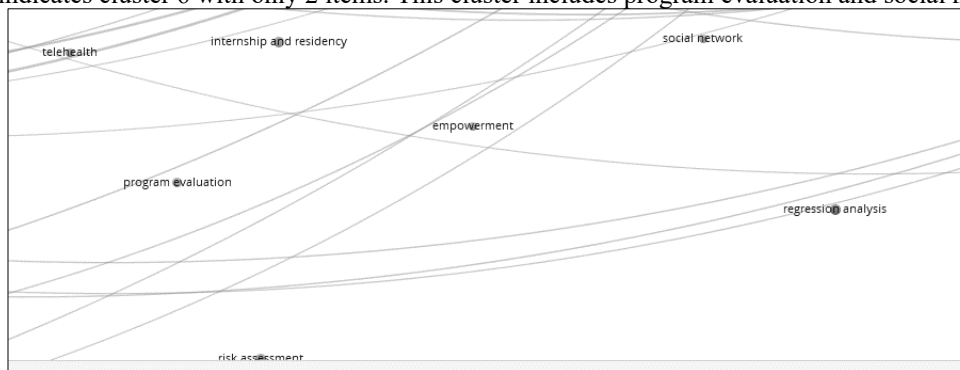 indicates cluster 6 with only 2 items. This cluster includes program evaluation and social
internship and residency
social network
telehealth
empowerment
program evaluation
regression analysis
risk assessment